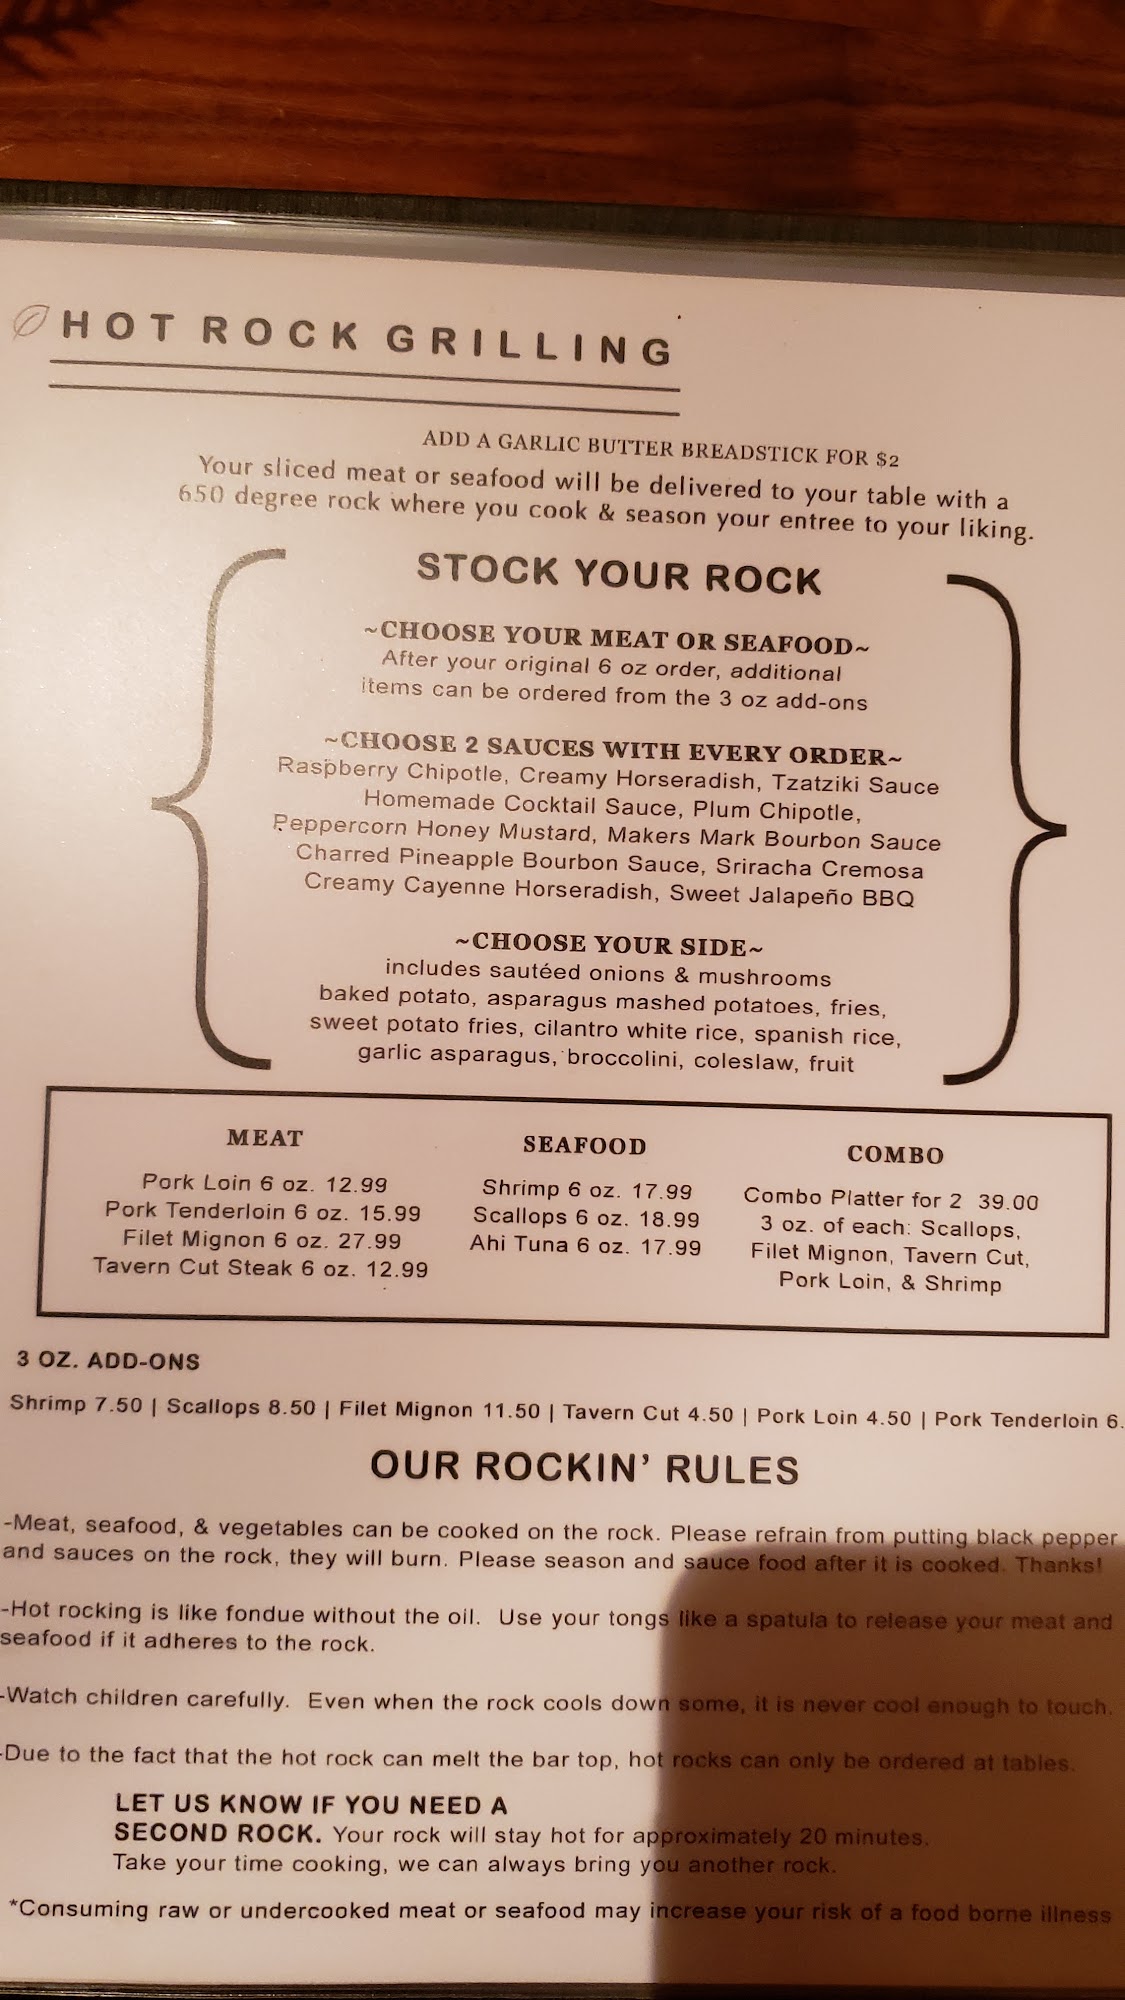 HOT ROCK GRILLING
ADD A GARLIC BUTTER BREADSTICK FOR $2
Your sliced meat or seafood will be delivered to your table with a
650 degree rock where you cook & season your entree to your liking.
STOCK YOUR ROCK
~CHOOSE YOUR MEAT OR SEAFOOD~
After your original 6 oz order, additional
items can be ordered from the 3 oz add-ons
~CHOOSE 2 SAUCES WITH EVERY ORDER~
Raspberry Chipotle, Creamy Horseradish, Tzatziki Sauce
Homemade Cocktail Sauce, Plum Chipotle,
Peppercorn Honey Mustard, Makers Mark Bourbon Sauce
Charred Pineapple Bourbon Sauce, Sriracha Cremosa
Creamy Cayenne Horseradish, Sweet Jalapeño BBQ
~CHOOSE YOUR SIDE~
includes sautéed onions & mushrooms
baked potato, asparagus mashed potatoes, fries,
sweet potato fries, cilantro white rice, spanish rice,
garlic asparagus, broccolini, coleslaw, fruit
MEAT
Pork Loin 6 oz. 12.99
Pork Tenderloin 6 oz. 15.99
Filet Mignon 6 oz. 27.99
Tavern Cut Steak 6 oz. 12.99
SEAFOOD
Shrimp 6 oz. 17.99
Scallops 6 oz. 18.99
Ahi Tuna 6 oz. 17.99
COMBO
Combo Platter for 2 39.00
3 oz. of each: Scallops,
Filet Mignon, Tavern Cut,
Pork Loin, & Shrimp
3 OZ. ADD-ONS
Shrimp 7.50 | Scallops 8.50 | Filet Mignon 11.50 | Tavern Cut 4.50 | Pork Loin 4.50 | Pork Tenderloin 6.
OUR ROCKIN' RULES
-Meat, seafood, & vegetables can be cooked on the rock. Please refrain from putting black pepper
and sauces on the rock, they will burn. Please season and sauce food after it is cooked. Thanks!
-Hot rocking is like fondue without the oil. Use your tongs like a spatula to release your meat and
seafood if it adheres to the rock.
-Watch children carefully. Even when the rock cools down some, it is never cool enough to touch.
-Due to the fact that the hot rock can melt the bar top, hot rocks can only be ordered at tables.
LET US KNOW IF YOU NEED A
SECOND ROCK. Your rock will stay hot for approximately 20 minutes.
Take your time cooking, we can always bring you another rock.
*Consuming raw or undercooked meat or seafood may increase your risk of a food borne illness